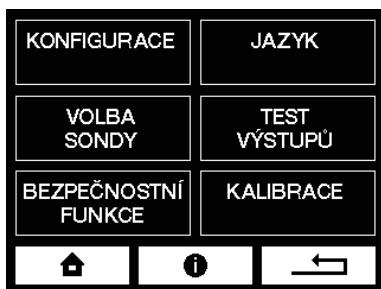 KONFIGURACE
JAZYK
VOLBA
SONDY
TEST
VÝSTUPŮ
BEZPEČNOSTNÍ
FUNKCE
KALIBRACE